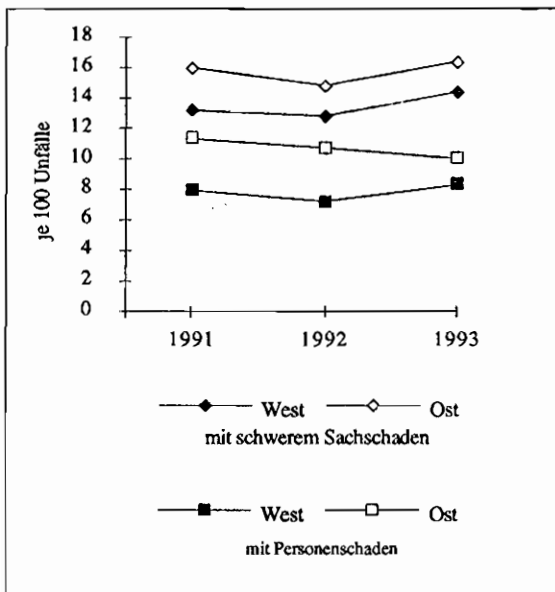 je 100 Unfälle
18
16
14
12
10
8
6
4
2
0
1991 1992 1993
West Ost
mit schwerem Sachschaden
West Ost
mit Personenschaden